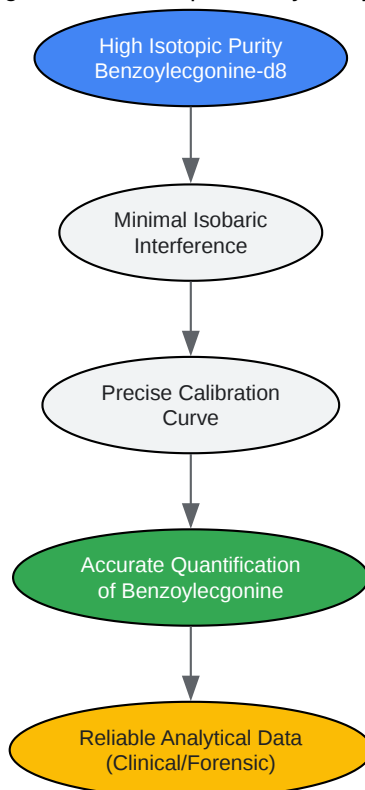 High Isotopic Purity
Benzoylecgonine-d8
Minimal Isobaric
Interference
Precise Calibration
Curve
Accurate Quantification
of Benzoylecgonine
Reliable Analytical Data
(Clinical/Forensic)